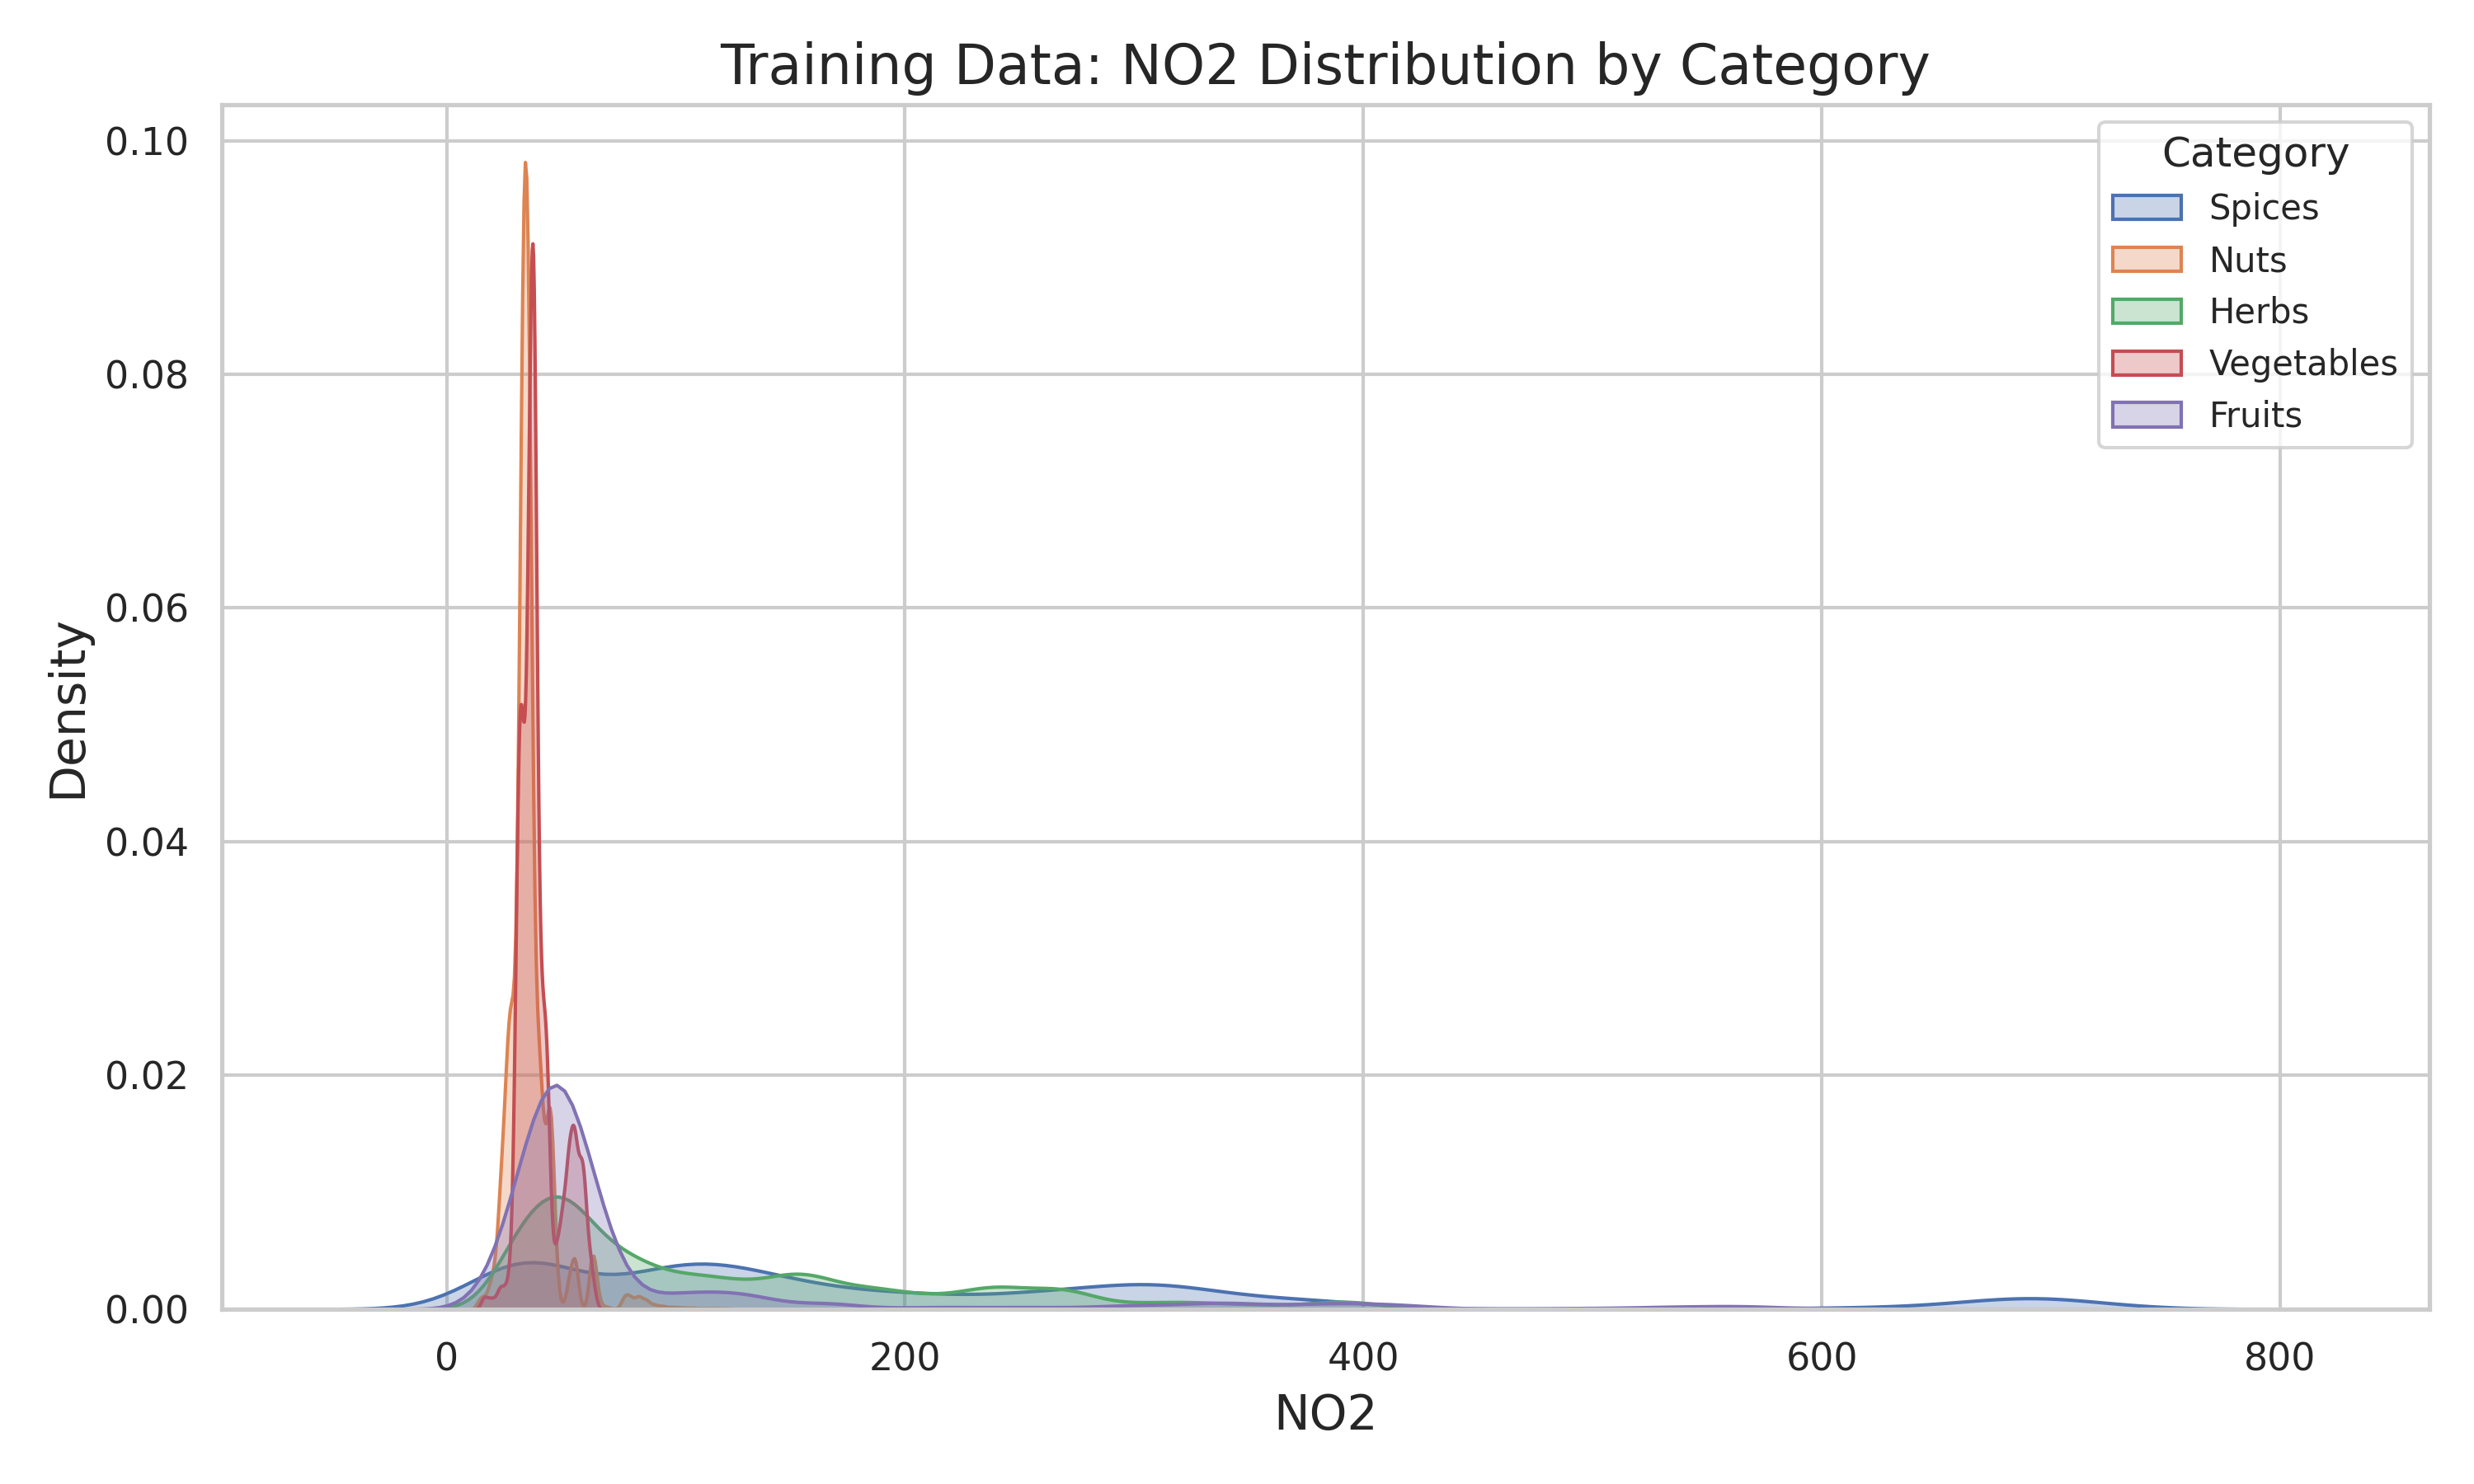 Training Data: NO2 Distribution by Category
0.10
0.08
0.06
0.04
0.02
0.00
Density
0
200
400
600
800
NO2
Category
Spices
Nuts
Herbs
Vegetables
Fruits